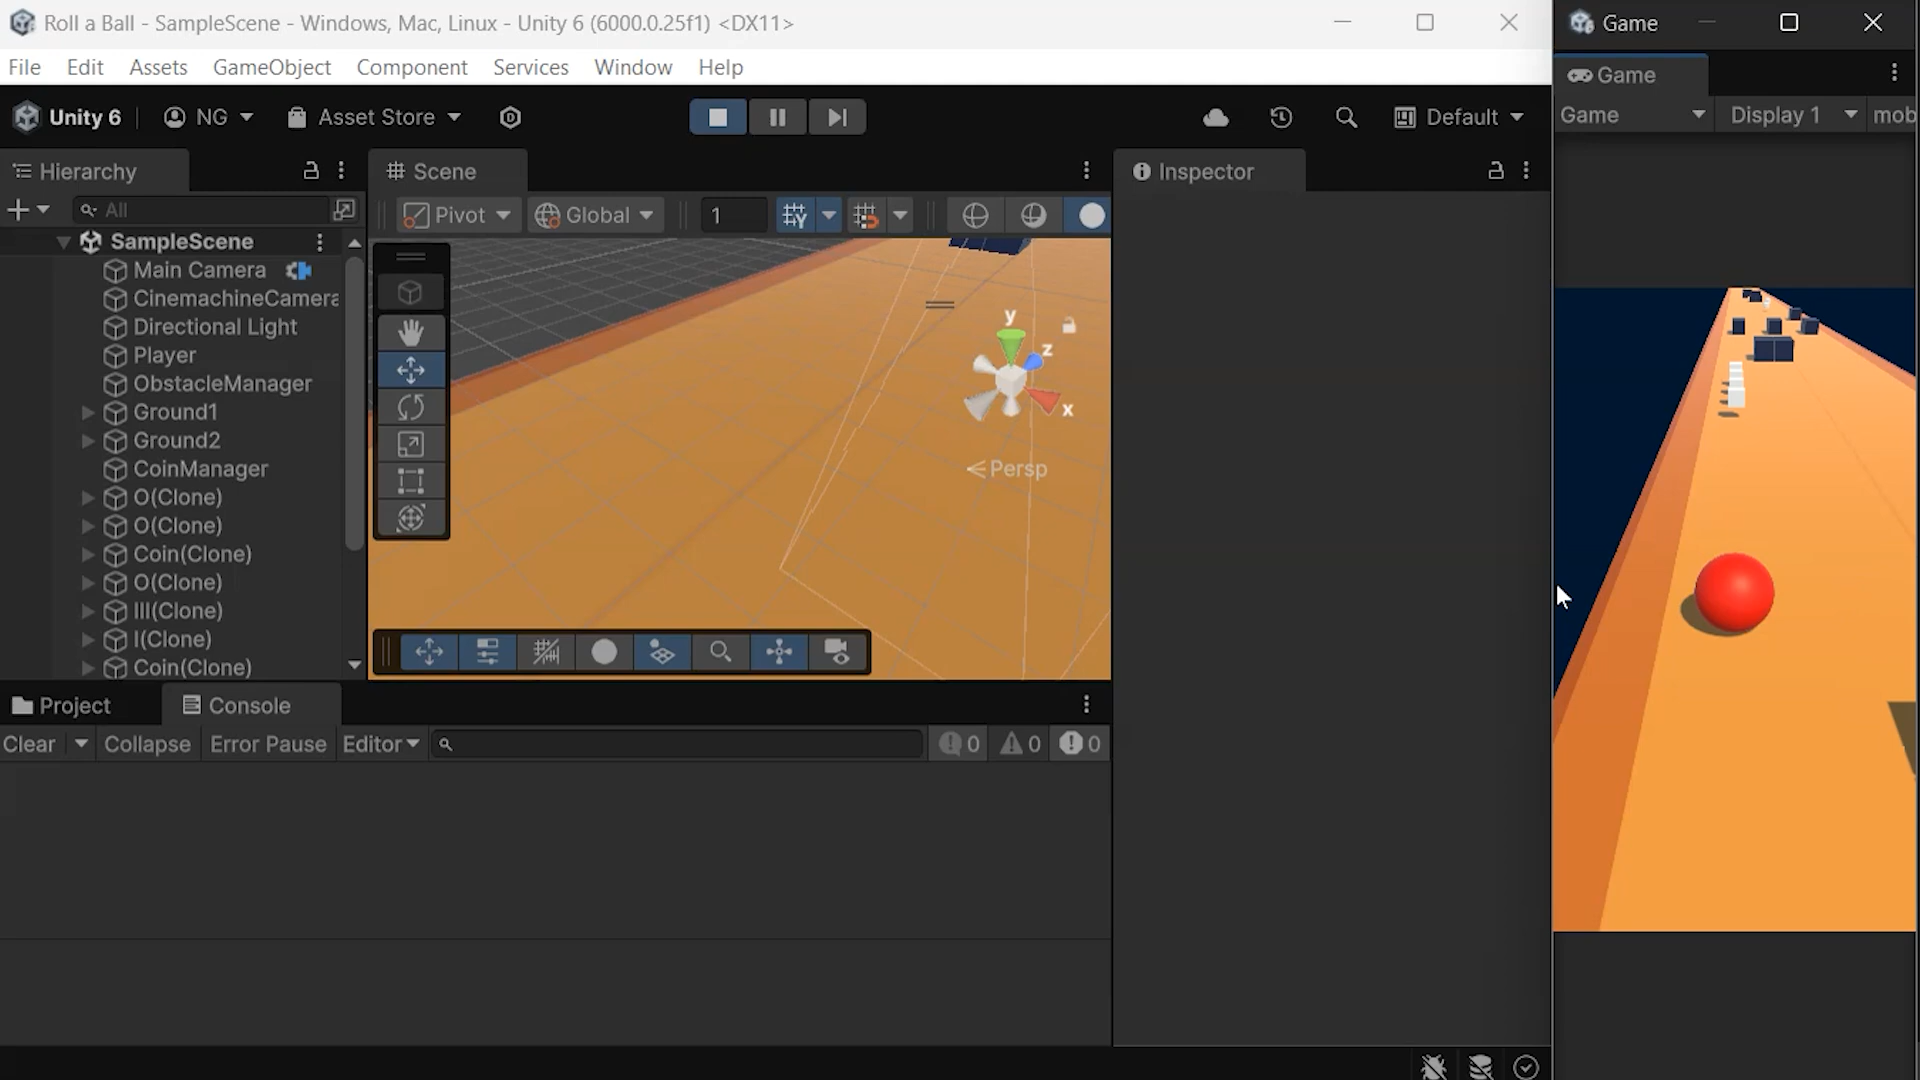 Roll a Ball - SampleScene - Windows, Mac, Linux - Unity 6 (6000.0.25f1) <DX11>
Game
File Edit Assets GameObject Component Services Window Help
Game
Unity 6 NG Asset Store Default
Game Display 1 mob
Hierarchy
Scene
Inspector
All
Pivot Global 1
SampleScene
Main Camera
CinemachineCamera
Directional Light
Player
ObstacleManager
Ground1
Ground2
CoinManager
O(Clone)
O(Clone)
Coin(Clone)
O(Clone)
III(Clone)
I(Clone)
Coin(Clone)
y
z
x
Persp
Project Console
Clear Collapse Error Pause Editor 0 0 0